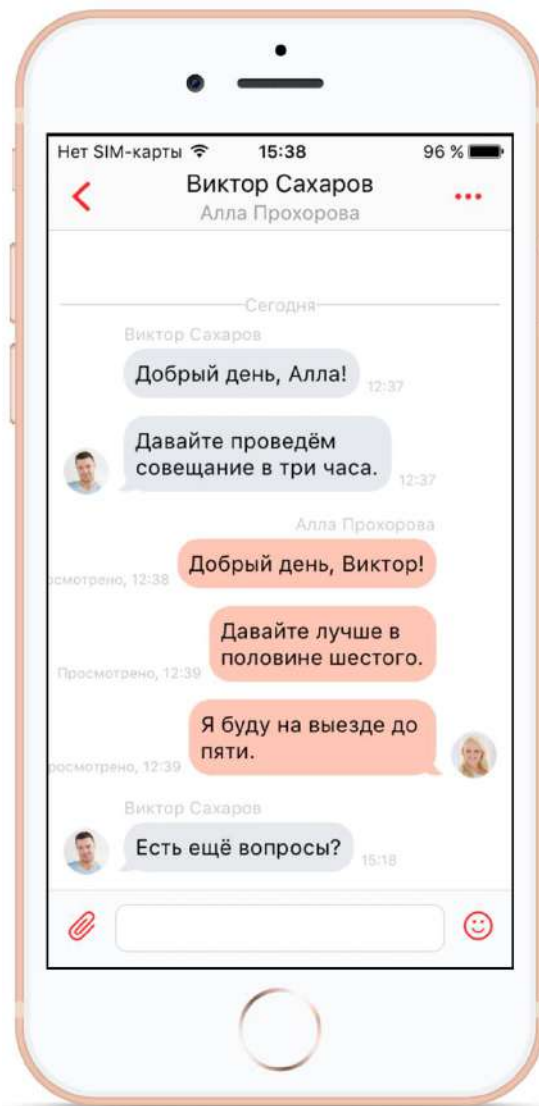 Нет SIM-карты 15:38 96 %
Виктор Сахаров
Алла Прохорова
Сегодня
Виктор Сахаров
Добрый день, Алла!
12:37
Давайте проведём
совещание в три часа.
12:37
Алла Прохорова
Добрый день, Виктор!
осмотрено, 12:38
Давайте лучше в
половине шестого.
Просмотрено, 12:39
Я буду на выезде до
пяти.
росмотрено, 12:39
Виктор Сахаров
Есть ещё вопросы?
15:18